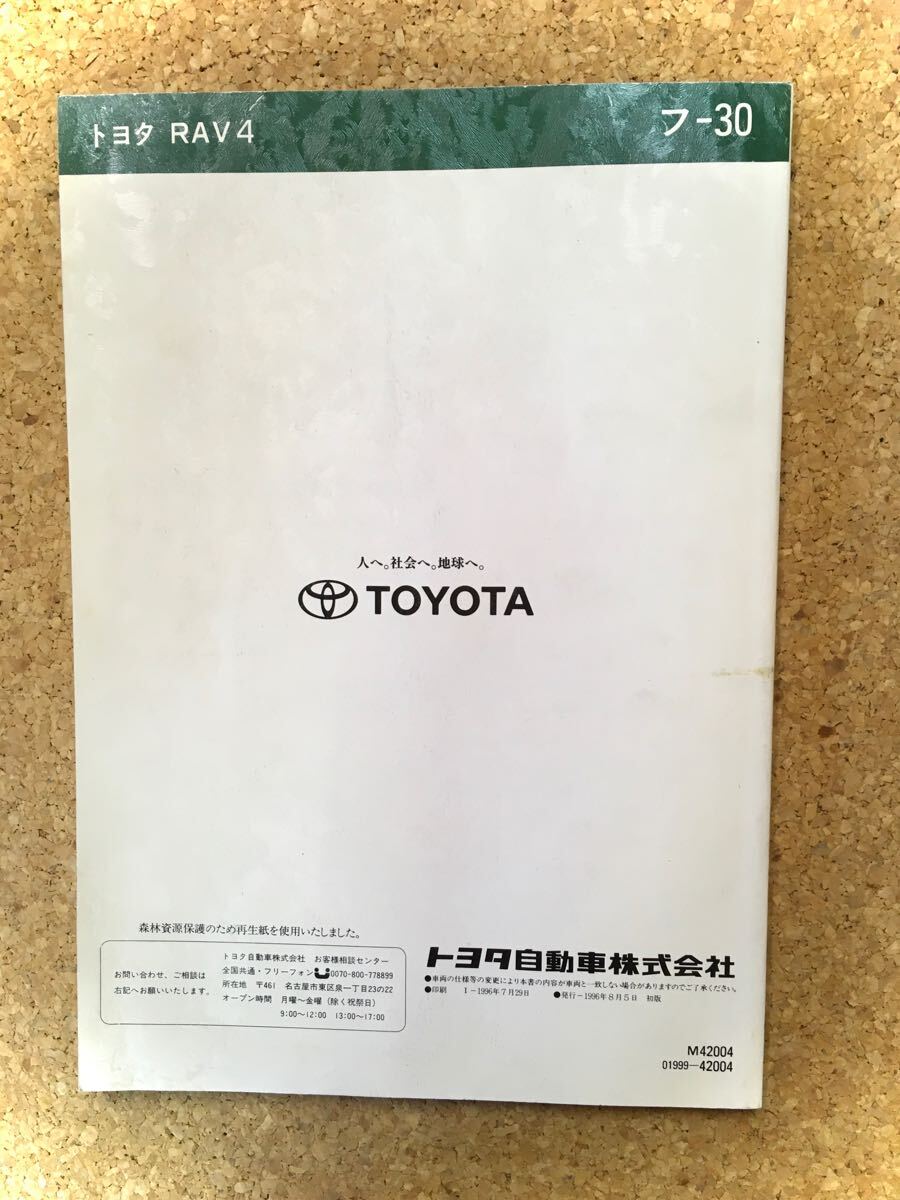 トヨタ RAV4 フ-30
人へ。社会へ。地球へ。
TOYOTA
森林資源保護のため再生紙を使用いたしました。
お問い合わせ、ご相談は
右記へお願いいたします。
トヨタ自動車株式会社 お客様相談センター
全国共通・フリーフォン 0070-800-778899
所在地 〒461 名古屋市東区泉一丁目23の22
オープン時間 月曜〜金曜(除く祝祭日)
9:00〜12:00 13:00〜17:00
トヨタ自動車株式会社
●車両の仕様等の変更により本書の内容が車両と一致しない場合がありますのでご了承ください。
●印刷 I-1996年7月29日 ●発行-1996年8月5日 初版
M42004
01999-42004